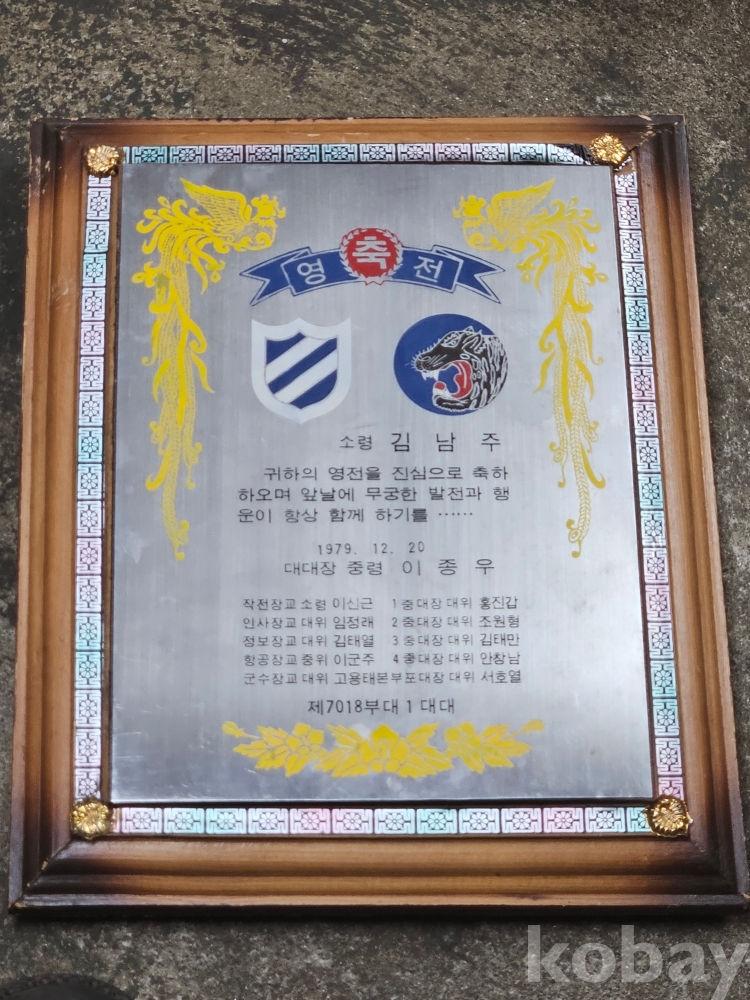 축
영 전
소령 김 남 주
귀하의 영전을 진심으로 축하
하오며 앞날에 무궁한 발전과 행
운이 항상 함께 하기를 ……
1979. 12. 20
대대장 중령 이 종 우
작전장교 소령 이신근 1중대장 대위 홍진갑
인사장교 대위 임정래 2중대장 대위 조원형
정보장교 대위 김태열 3중대장 대위 김태만
항공장교 중위 이군주 4중대장 대위 안창남
군수장교 대위 고용태 본부포대장 대위 서호열
제7018부대 1 대대
kobay